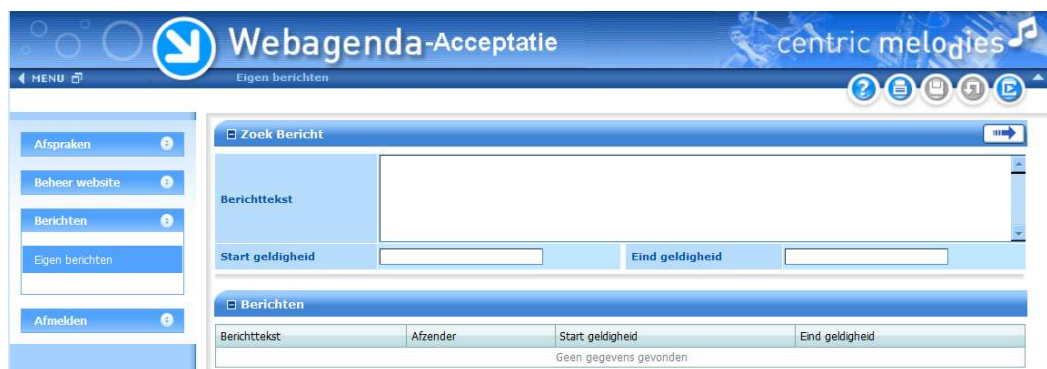 Webagenda-Acceptatie
centric melodies
MENU
Eigen berichten
Afspraken
Beheer website
Berichten
Eigen berichten
Afmelden
Zoek Bericht
Berichttekst
Start geldigheid
Eind geldigheid
Berichten
Berichttekst Afzender Start geldigheid Eind geldigheid
Geen gegevens gevonden